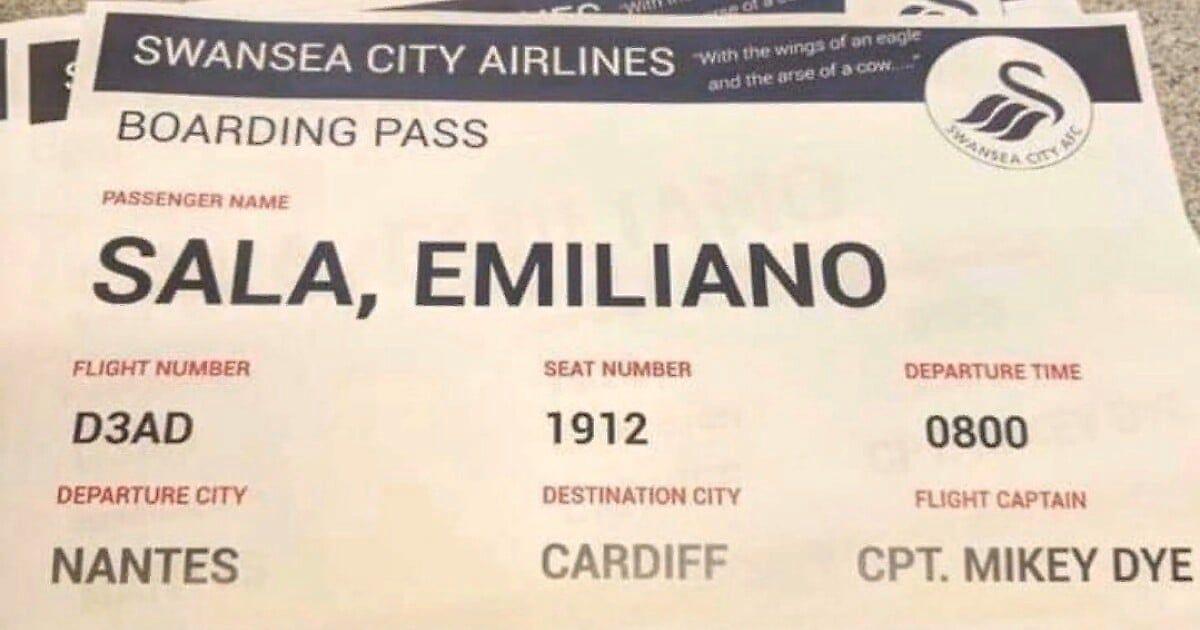 SWANSEA CITY AIRLINES
"With the wings of an eagle
and the arse of a cow....."
SWANSEA CITY AFC
BOARDING PASS
PASSENGER NAME
SALA, EMILIANO
FLIGHT NUMBER
SEAT NUMBER
DEPARTURE TIME
D3AD
1912
0800
DEPARTURE CITY
DESTINATION CITY
FLIGHT CAPTAIN
NANTES
CARDIFF
CPT. MIKEY DYE